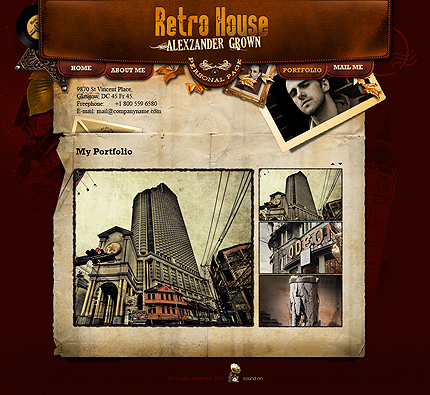 Retro House
ALEXZANDER GROWN
PERSONAL PAGE
HOME
ABOUT ME
PORTFOLIO
MAIL ME
9870 St Vincent Place,
Glasgow, DC 45 Fr 45.
Freephone: +1 800 559 6580
E-mail: mail@companyname.com
My Portfolio
ODEON
sound on